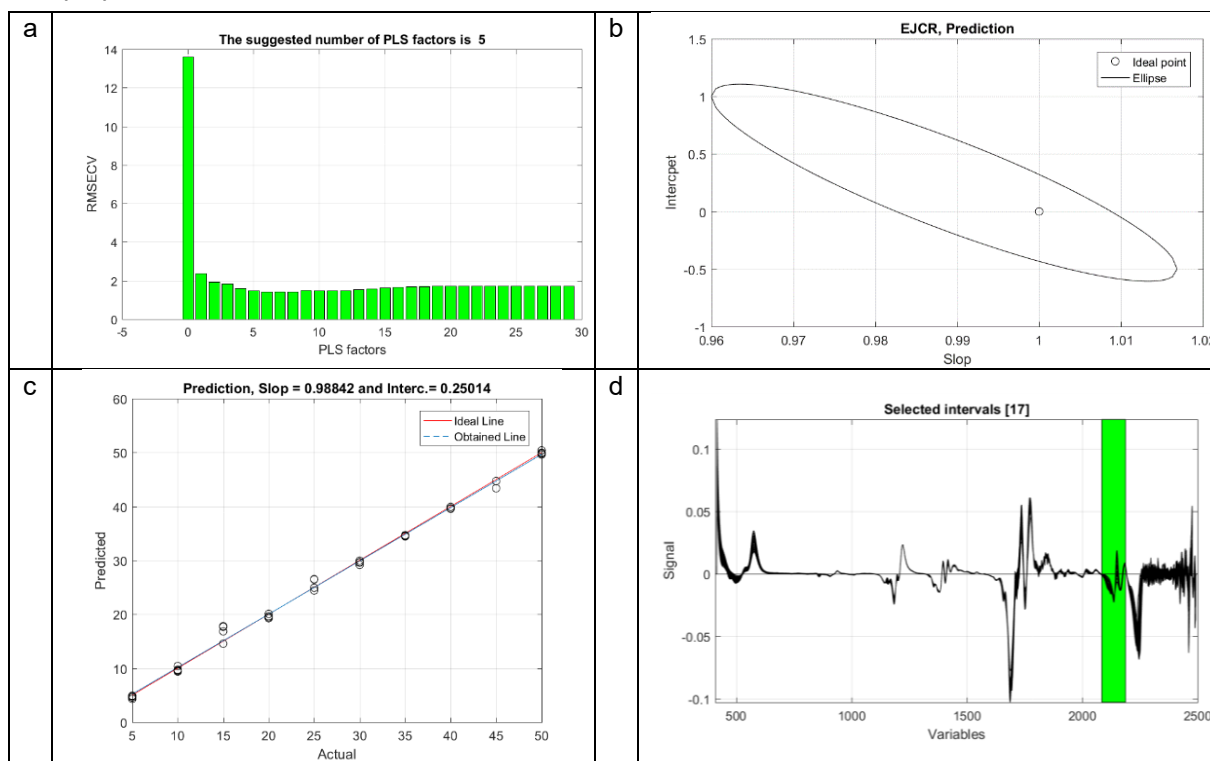 a
The suggested number of PLS factors is 5
14
12
10
8
6
4
2
0
RMSECV
-5 0 5 10 15 20 25 30
PLS factors
b
EJCR, Prediction
1.5
1
0.5
0
-0.5
-1
Intercpet
Ideal point
Ellipse
0.96 0.97 0.98 0.99 1 1.01 1.02
Slop
c
Prediction, Slop = 0.98842 and Interc.= 0.25014
60
50
40
30
20
10
0
Predicted
Ideal Line
Obtained Line
5 10 15 20 25 30 35 40 45 50
Actual
d
Selected intervals [17]
0.1
0.05
0
-0.05
-0.1
Signal
500 1000 1500 2000 2500
Variables